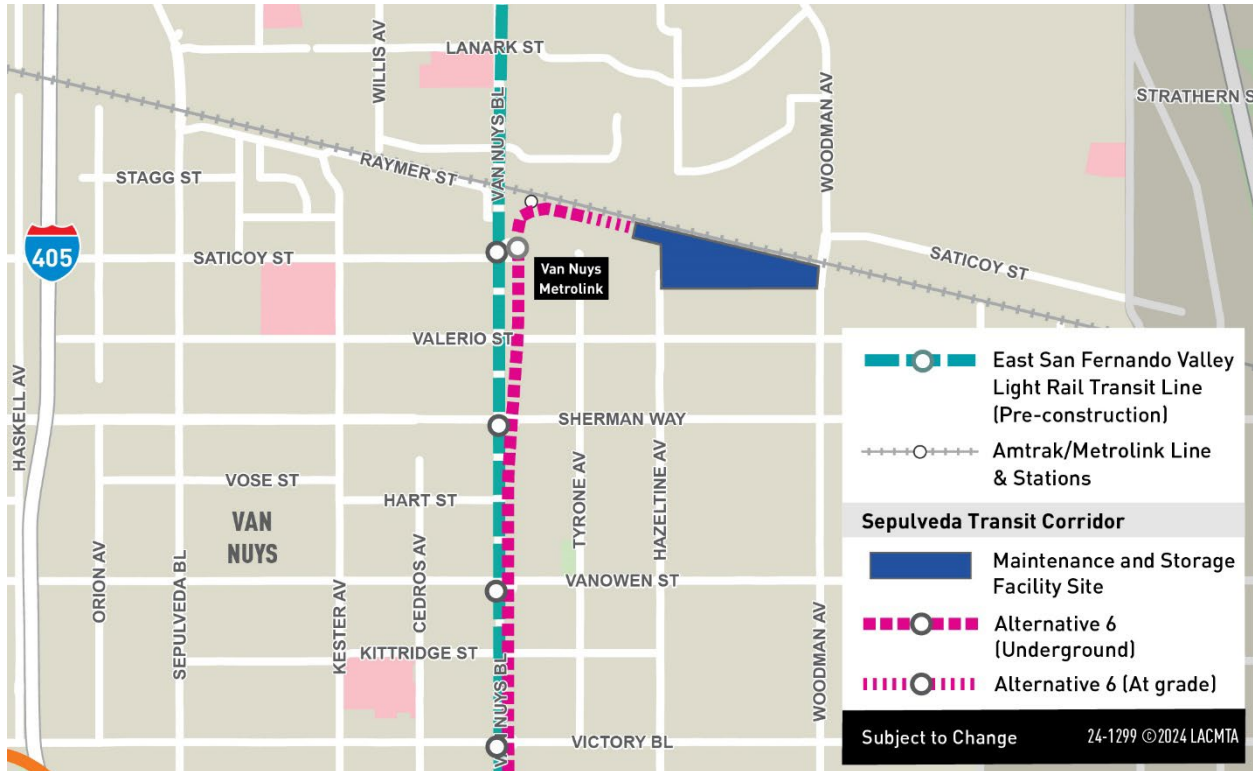 LANARK ST
WILLIS AV
VAN NUYS BL
WOODMAN AV
STRATHERN S
RAYMER ST
STAGG ST
405
SATICOY ST
SATICOY ST
Van Nuys
Metrolink
VALERIO ST
HASKELL AV
SHERMAN WAY
VOSE ST
HART ST
VAN
NUYS
TYRONE AV
HAZELTINE AV
ORION AV
SEPULVEDA BL
KESTER AV
CEDROS AV
VANOWEN ST
WOODMAN AV
KITTRIDGE ST
NUYS BL
VICTORY BL
East San Fernando Valley
Light Rail Transit Line
(Pre-construction)
Amtrak/Metrolink Line
& Stations
Sepulveda Transit Corridor
Maintenance and Storage
Facility Site
Alternative 6
(Underground)
Alternative 6 (At grade)
Subject to Change
24-1299 ©2024 LACMTA